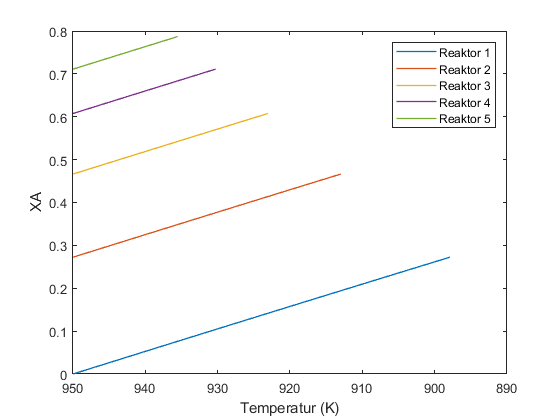 0.8
0.7
0.6
0.5
0.4
0.3
0.2
0.1
0
XA
Reaktor 1
Reaktor 2
Reaktor 3
Reaktor 4
Reaktor 5
950 940 930 920 910 900 890
Temperatur (K)